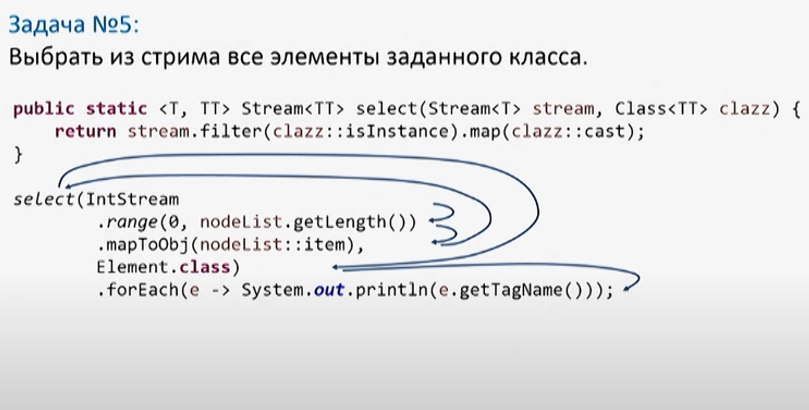 Задача №5:
Выбрать из стрима все элементы заданного класса.
public static <T, TT> Stream<TT> select(Stream<T> stream, Class<TT> clazz) {
    return stream.filter(clazz::isInstance).map(clazz::cast);
}
select(IntStream
        .range(0, nodeList.getLength())
        .mapToObj(nodeList::item),
        Element.class)
        .forEach(e -> System.out.println(e.getTagName()));